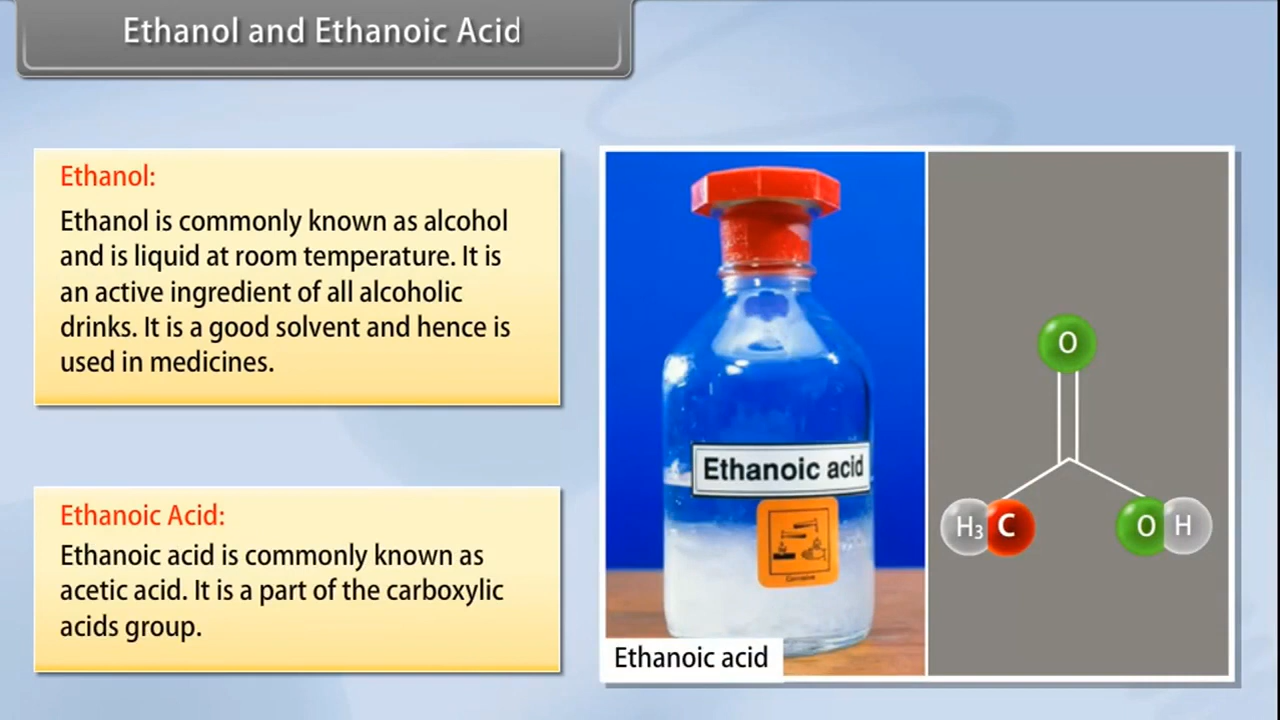 Ethanol and Ethanoic Acid
Ethanol:
Ethanol is commonly known as alcohol
and is liquid at room temperature. It is
an active ingredient of all alcoholic
drinks. It is a good solvent and hence is
used in medicines.
Ethanoic Acid:
Ethanoic acid is commonly known as
acetic acid. It is a part of the carboxylic
acids group.
Ethanoic acid
Corrosive
Ethanoic acid
O
H₃C
OH